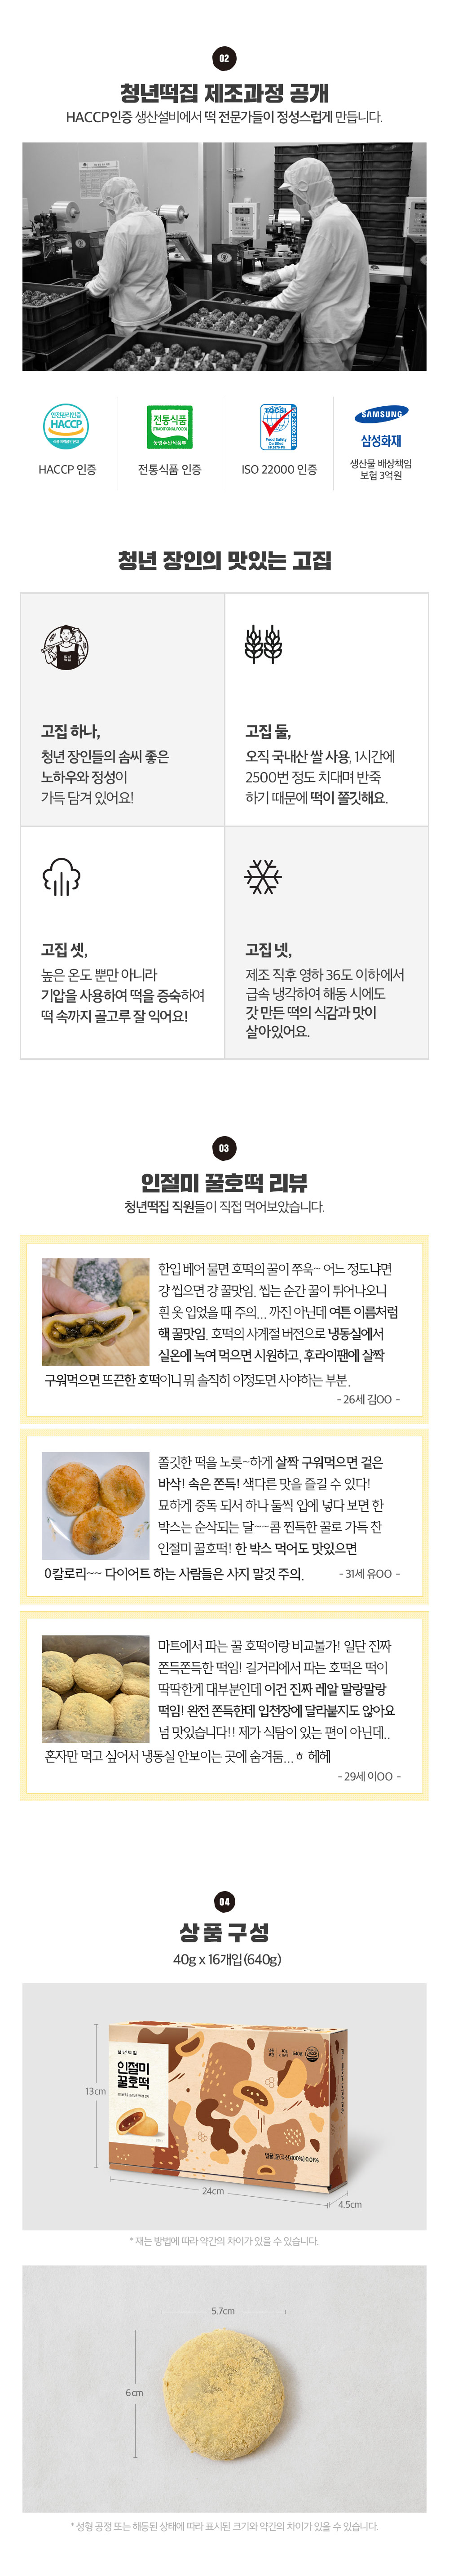 02
청년떡집 제조과정 공개
HACCP인증 생산설비에서 떡 전문가들이 정성스럽게 만듭니다.
안전관리인증
HACCP
전통식품
TRADITIONAL FOODS
농림수산식품부
TQCSI
Food Safety
Certified
SAMSUNG
삼성화재
HACCP 인증
전통식품 인증
ISO 22000 인증
생산물 배상책임
보험 3억원
청년 장인의 맛있는 고집
고집 하나,
청년 장인들의 솜씨 좋은
노하우와 정성이
가득 담겨 있어요!
고집 둘,
오직 국내산 쌀 사용, 1시간에
2500번 정도 치대며 반죽
하기 때문에 떡이 쫄깃해요.
고집 셋,
높은 온도 뿐만 아니라
기압을 사용하여 떡을 증숙하여
떡 속까지 골고루 잘 익어요!
고집 넷,
제조 직후 영하 36도 이하에서
급속 냉각하여 해동 시에도
갓 만든 떡의 식감과 맛이
살아있어요.
03
인절미 꿀호떡 리뷰
청년떡집 직원들이 직접 먹어보았습니다.
한입 베어 물면 호떡의 꿀이 쭈욱~ 어느 정도냐면
걍 씹으면 걍 꿀맛임. 씹는 순간 꿀이 튀어나오니
흰 옷 입었을 때 주의... 까진 아닌데 여튼 이름처럼
핵 꿀맛임. 호떡의 사계절 버전으로 냉동실에서
실온에 녹여 먹으면 시원하고, 후라이팬에 살짝
구워먹으면 뜨끈한 호떡이니 뭐 솔직히 이정도면 사야하는 부분.
- 26세 김OO -
쫄깃한 떡을 노릇~하게 살짝 구워먹으면 겉은
바삭! 속은 쫀득! 색다른 맛을 즐길 수 있다!
묘하게 중독 되서 하나 둘씩 입에 넣다 보면 한
박스는 순삭되는 달~~콤 찐득한 꿀로 가득 찬
인절미 꿀호떡! 한 박스 먹어도 맛있으면
0칼로리~~ 다이어트 하는 사람들은 사지 말것 주의.
- 31세 유OO -
마트에서 파는 꿀 호떡이랑 비교불가! 일단 진짜
쫀득쫀득한 떡임! 길거리에서 파는 호떡은 떡이
딱딱한게 대부분인데 이건 진짜 레알 말랑말랑
떡임! 완전 쫀득한데 입천장에 달라붙지도 않아요
넘 맛있습니다!! 제가 식탐이 있는 편이 아닌데..
혼자만 먹고 싶어서 냉동실 안보이는 곳에 숨겨둠...ㅎ 헤헤
- 29세 이OO -
04
상품 구성
40g x 16개입(640g)
청년떡집
인절미
꿀호떡
640g
13cm
24cm
4.5cm
* 재는 방법에 따라 약간의 차이가 있을 수 있습니다.
5.7cm
6cm
* 성형 공정 또는 해동된 상태에 따라 표시된 크기와 약간의 차이가 있을 수 있습니다.